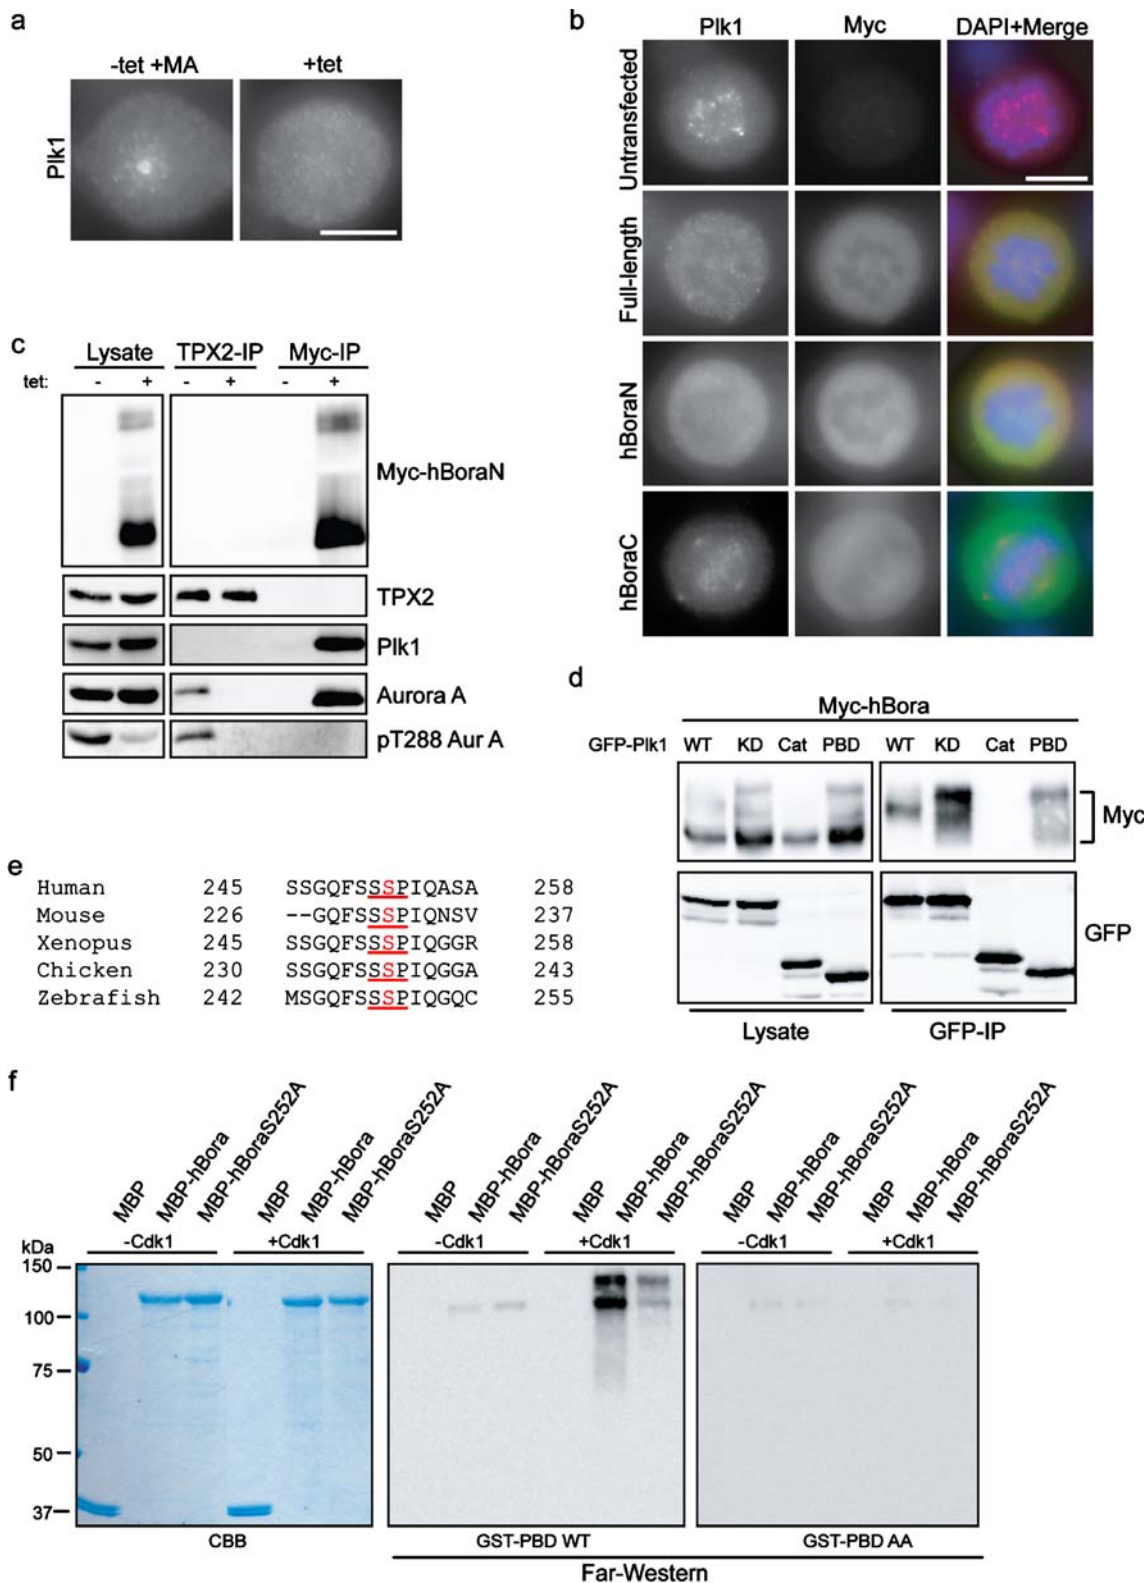 a
-tet +MA
+tet
Plk1
b
Plk1
Myc
DAPI+Merge
Untransfected
Full-length
hBoraN
hBoraC
c
Lysate
TPX2-IP
Myc-IP
tet: - + - + - +
Myc-hBoraN
TPX2
Plk1
Aurora A
pT288 Aur A
d
Myc-hBora
GFP-Plk1 WT KD Cat PBD WT KD Cat PBD
Myc
GFP
Lysate
GFP-IP
e
Human 245 SSGQFSSSPIQASA 258
Mouse 226 --GQFSSSPIQNSV 237
Xenopus 245 SSGQFSSSPIQGGR 258
Chicken 230 SSGQFSSSPIQGGA 243
Zebrafish 242 MSGQFSSSPIQGQC 255
f
MBP MBP-hBora MBP-hBoraS252A MBP MBP-hBora MBP-hBoraS252A
MBP MBP-hBora MBP-hBoraS252A MBP MBP-hBora MBP-hBoraS252A
MBP MBP-hBora MBP-hBoraS252A MBP MBP-hBora MBP-hBoraS252A
kDa
-Cdk1 +Cdk1 -Cdk1 +Cdk1 -Cdk1 +Cdk1
150
100
75
50
37
CBB
GST-PBD WT
GST-PBD AA
Far-Western